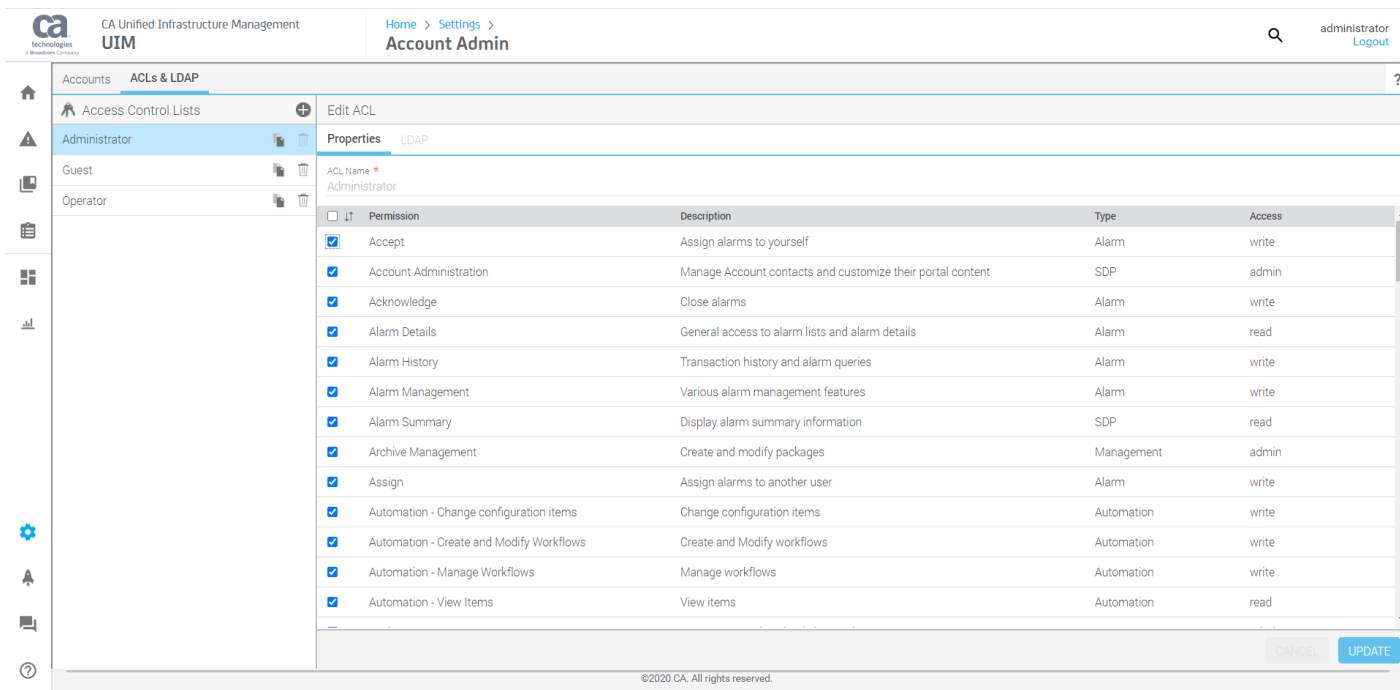 ca
technologies
A Broadcom Company
CA Unified Infrastructure Management
UIM
Home > Settings >
Account Admin
administrator
Logout
Accounts ACLs & LDAP ?
Access Control Lists
Administrator
Guest
Operator
Edit ACL
Properties LDAP
ACL Name *
Administrator
Permission Description Type Access
Accept Assign alarms to yourself Alarm write
Account Administration Manage Account contacts and customize their portal content SDP admin
Acknowledge Close alarms Alarm write
Alarm Details General access to alarm lists and alarm details Alarm read
Alarm History Transaction history and alarm queries Alarm write
Alarm Management Various alarm management features Alarm write
Alarm Summary Display alarm summary information SDP read
Archive Management Create and modify packages Management admin
Assign Assign alarms to another user Alarm write
Automation - Change configuration items Change configuration items Automation write
Automation - Create and Modify Workflows Create and Modify workflows Automation write
Automation - Manage Workflows Manage workflows Automation write
Automation - View Items View items Automation read
CANCEL UPDATE
©2020 CA. All rights reserved.